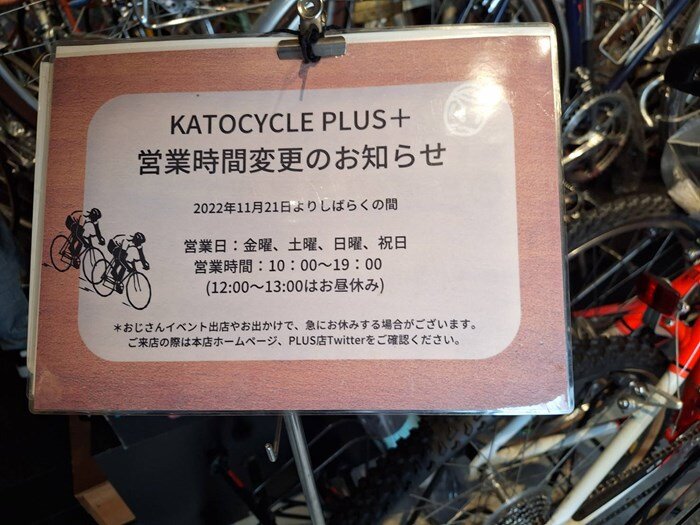 KATOCYCLE PLUS＋
営業時間変更のお知らせ
2022年11月21日よりしばらくの間
営業日：金曜、土曜、日曜、祝日
営業時間：10：00〜19：00
(12:00〜13:00はお昼休み)
＊おじさんイベント出店やお出かけで、急にお休みする場合がございます。
ご来店の際は本店ホームページ、PLUS店Twitterをご確認ください。